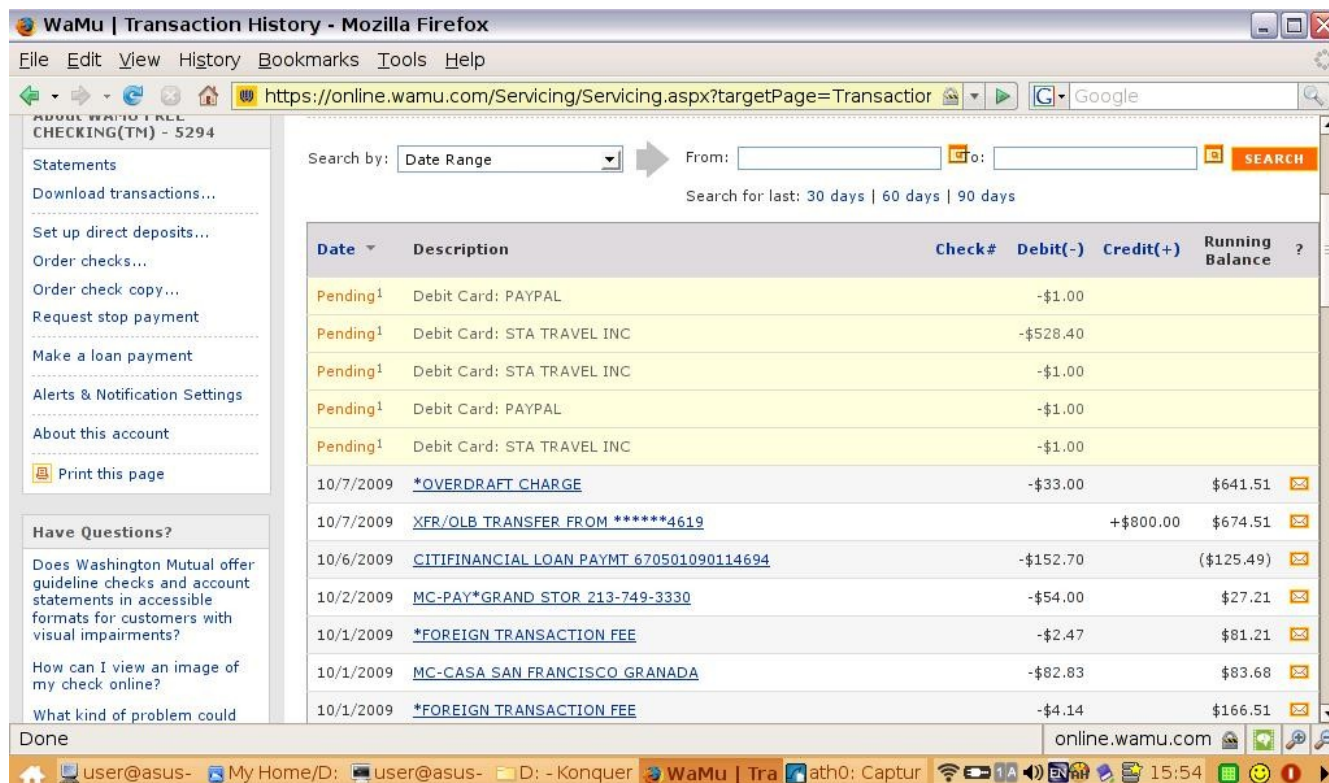 WaMu | Transaction History - Mozilla Firefox
File Edit View History Bookmarks Tools Help
https://online.wamu.com/Servicing/Servicing.aspx?targetPage=Transaction G Google
About WAMU FREE
CHECKING(TM) - 5294
Statements
Download transactions...
Set up direct deposits...
Order checks...
Order check copy...
Request stop payment
Make a loan payment
Alerts & Notification Settings
About this account
Print this page
Have Questions?
Does Washington Mutual offer
guideline checks and account
statements in accessible
formats for customers with
visual impairments?
How can I view an image of
my check online?
What kind of problem could
Search by: Date Range From: To: SEARCH
Search for last: 30 days | 60 days | 90 days
Date Description Check# Debit(-) Credit(+) Running Balance ?
Pending¹ Debit Card: PAYPAL -$1.00
Pending¹ Debit Card: STA TRAVEL INC -$528.40
Pending¹ Debit Card: STA TRAVEL INC -$1.00
Pending¹ Debit Card: PAYPAL -$1.00
Pending¹ Debit Card: STA TRAVEL INC -$1.00
10/7/2009 *OVERDRAFT CHARGE -$33.00 $641.51
10/7/2009 XFR/OLB TRANSFER FROM ******4619 +$800.00 $674.51
10/6/2009 CITIFINANCIAL LOAN PAYMT 670501090114694 -$152.70 ($125.49)
10/2/2009 MC-PAY*GRAND STOR 213-749-3330 -$54.00 $27.21
10/1/2009 *FOREIGN TRANSACTION FEE -$2.47 $81.21
10/1/2009 MC-CASA SAN FRANCISCO GRANADA -$82.83 $83.68
10/1/2009 *FOREIGN TRANSACTION FEE -$4.14 $166.51
Done online.wamu.com
user@asus- My Home/D: user@asus- D: - Konquer WaMu | Tra ath0: Captur 1A EN 15:54